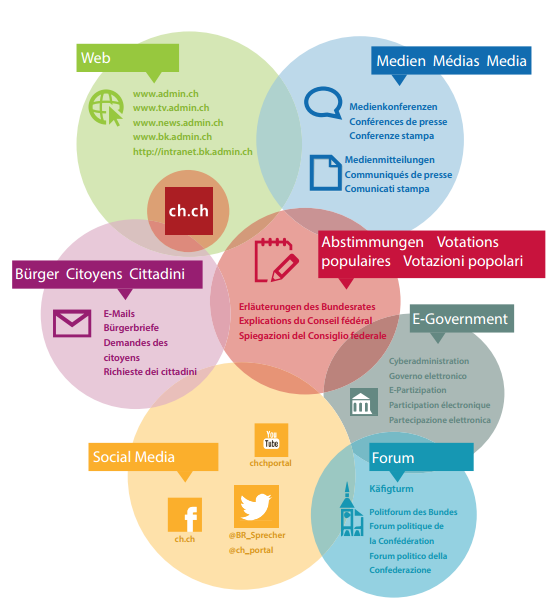 Web
www.admin.ch
www.tv.admin.ch
www.news.admin.ch
www.bk.admin.ch
http://intranet.bk.admin.ch
ch.ch
Medien Médias Media
Medienkonferenzen
Conférences de presse
Conferenze stampa
Medienmitteilungen
Communiqués de presse
Comunicati stampa
Abstimmungen Votations
populaires Votazioni popolari
Erläuterungen des Bundesrates
Explications du Conseil fédéral
Spiegazioni del Consiglio federale
Bürger Citoyens Cittadini
E-Mails
Bürgerbriefe
Demandes des
citoyens
Richieste dei cittadini
E-Government
Cyberadministration
Governo elettronico
E-Partizipation
Participation électronique
Partecipazione elettronica
Social Media
You
Tube
chchportal
f
ch.ch
@BR_Sprecher
@ch_portal
Forum
Käfigturm
Politforum des Bundes
Forum politique de
la Confédération
Forum politico della
Confederazione